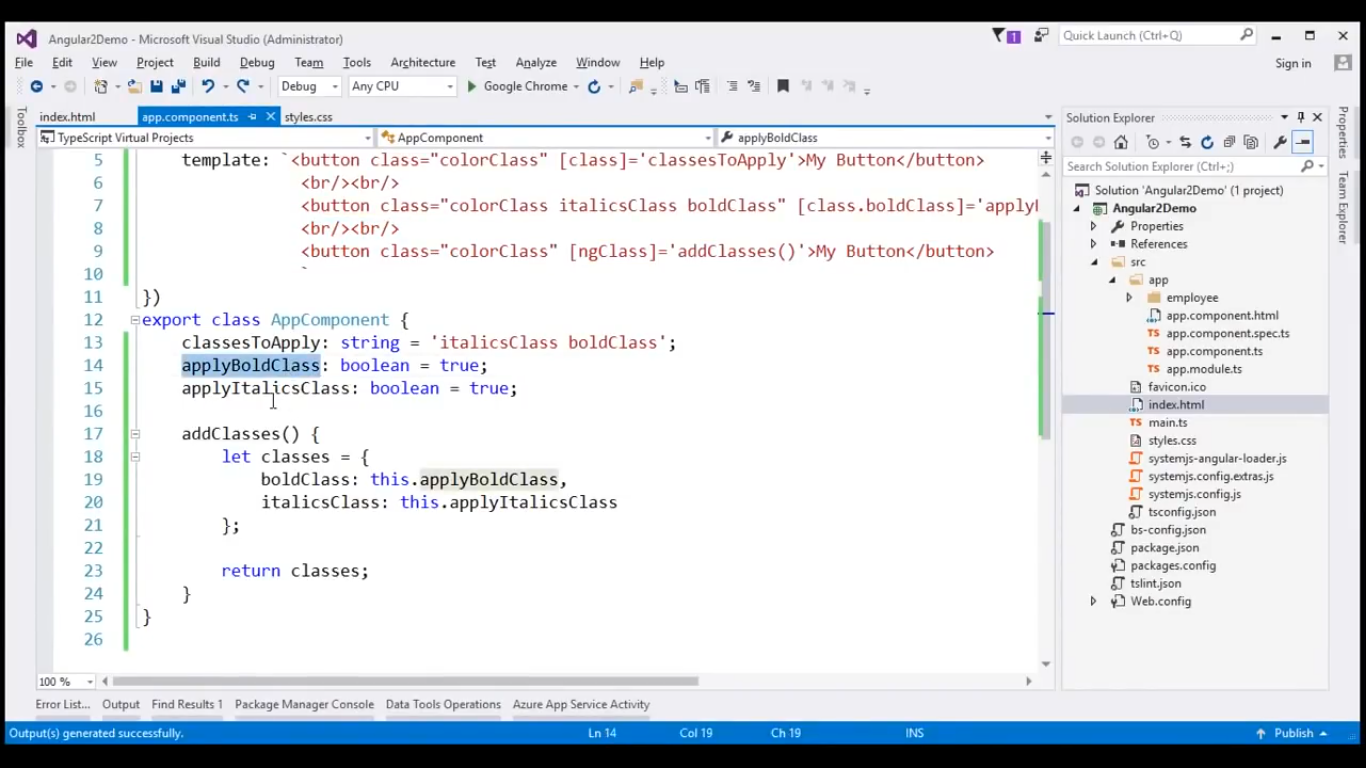 Angular2Demo - Microsoft Visual Studio (Administrator)
1
Quick Launch (Ctrl+Q)
File Edit View Project Build Debug Team Tools Architecture Test Analyze Window Help
Sign in
Debug Any CPU Google Chrome
Toolbox
index.html app.component.ts styles.css
TypeScript Virtual Projects AppComponent applyBoldClass
5 template: `<button class="colorClass" [class]='classesToApply'>My Button</button>
6 <br/><br/>
7 <button class="colorClass italicsClass boldClass" [class.boldClass]='apply
8 <br/><br/>
9 <button class="colorClass" [ngClass]='addClasses()'>My Button</button>
10 `
11 })
12 export class AppComponent {
13 classesToApply: string = 'italicsClass boldClass';
14 applyBoldClass: boolean = true;
15 applyItalicsClass: boolean = true;
16
17 addClasses() {
18 let classes = {
19 boldClass: this.applyBoldClass,
20 italicsClass: this.applyItalicsClass
21 };
22
23 return classes;
24 }
25 }
26
100 %
Solution Explorer
Search Solution Explorer (Ctrl+;)
Solution 'Angular2Demo' (1 project)
Angular2Demo
Properties
References
src
app
employee
app.component.html
app.component.spec.ts
app.component.ts
app.module.ts
favicon.ico
index.html
main.ts
styles.css
systemjs-angular-loader.js
systemjs.config.extras.js
systemjs.config.js
tsconfig.json
bs-config.json
package.json
packages.config
tslint.json
Web.config
Properties
Team Explorer
Error List... Output Find Results 1 Package Manager Console Data Tools Operations Azure App Service Activity
Output(s) generated successfully. Ln 14 Col 19 Ch 19 INS Publish